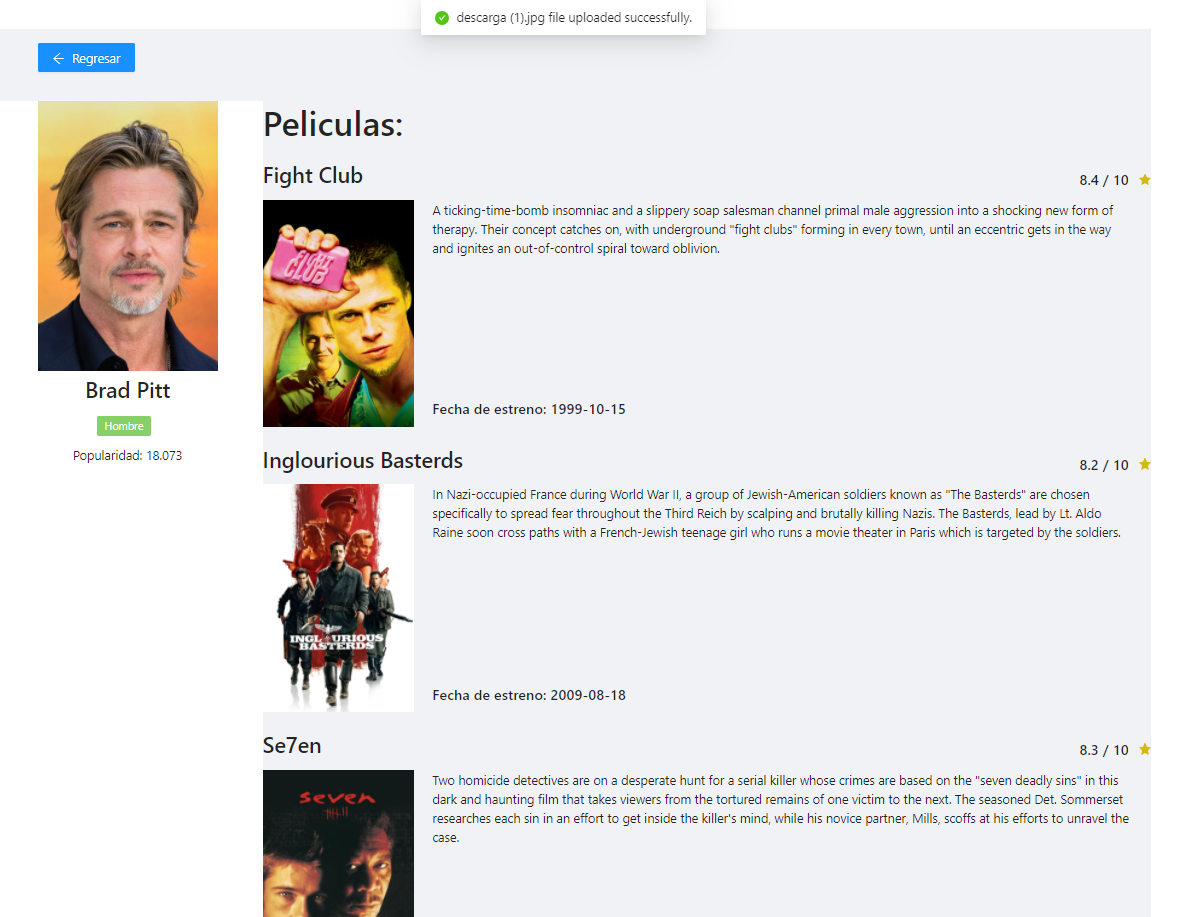 descarga (1).jpg file uploaded successfully.
Regresar
Peliculas:
Fight Club
8.4 / 10
A ticking-time-bomb insomniac and a slippery soap salesman channel primal male aggression into a shocking new form of
therapy. Their concept catches on, with underground "fight clubs" forming in every town, until an eccentric gets in the way
and ignites an out-of-control spiral toward oblivion.
FIGHT
CLUB
Fecha de estreno: 1999-10-15
Brad Pitt
Hombre
Popularidad: 18.073
Inglourious Basterds
8.2 / 10
In Nazi-occupied France during World War II, a group of Jewish-American soldiers known as "The Basterds" are chosen
specifically to spread fear throughout the Third Reich by scalping and brutally killing Nazis. The Basterds, lead by Lt. Aldo
Raine soon cross paths with a French-Jewish teenage girl who runs a movie theater in Paris which is targeted by the soldiers.
INGLOURIOUS
BASTERDS
Fecha de estreno: 2009-08-18
Se7en
8.3 / 10
Two homicide detectives are on a desperate hunt for a serial killer whose crimes are based on the "seven deadly sins" in this
dark and haunting film that takes viewers from the tortured remains of one victim to the next. The seasoned Det. Sommerset
researches each sin in an effort to get inside the killer's mind, while his novice partner, Mills, scoffs at his efforts to unravel the
case.
seven